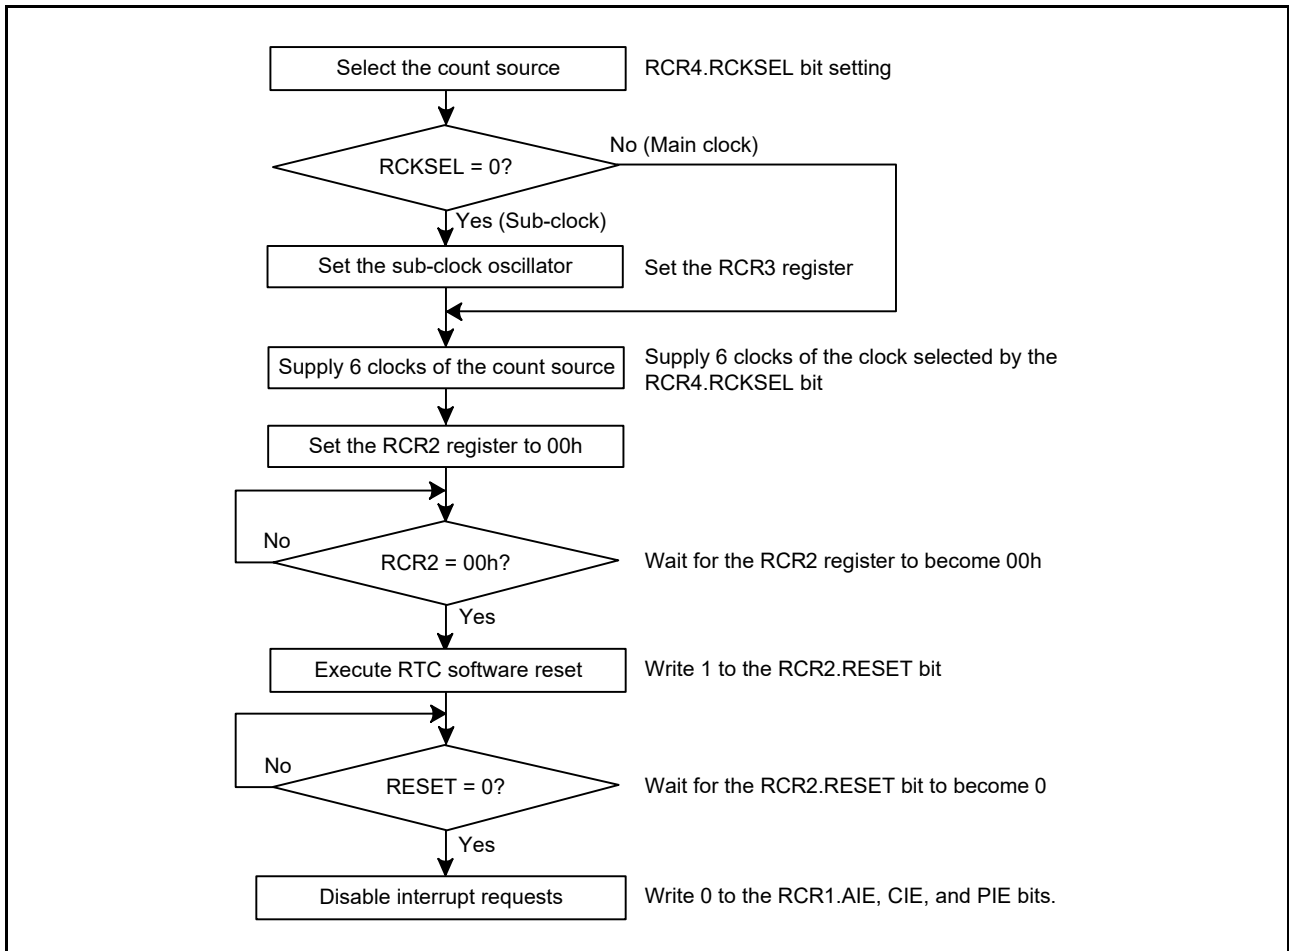 Select the count source
RCR4.RCKSEL bit setting
No (Main clock)
RCKSEL = 0?
Yes (Sub-clock)
Set the sub-clock oscillator
Set the RCR3 register
Supply 6 clocks of the count source
Supply 6 clocks of the clock selected by the
RCR4.RCKSEL bit
Set the RCR2 register to 00h
No
RCR2 = 00h?
Wait for the RCR2 register to become 00h
Yes
Execute RTC software reset
Write 1 to the RCR2.RESET bit
No
RESET = 0?
Wait for the RCR2.RESET bit to become 0
Yes
Disable interrupt requests
Write 0 to the RCR1.AIE, CIE, and PIE bits.